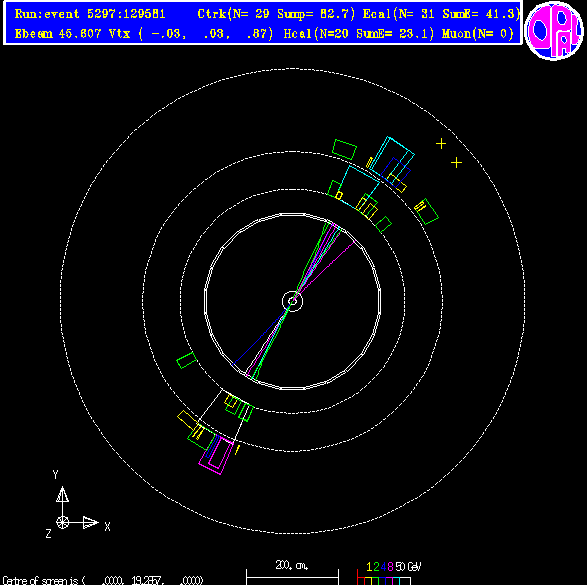 Run:event 5297:129581 Ctrk(N= 29 Sump= 82.7) Ecal(N= 31 SumE= 41.3)
Ebeam 45.607 Vtx ( -.03, .03, .87) Hcal(N=20 SumE= 23.1) Muon(N= 0)
OPAL
Y
X
Z
200. cm.
1 2 4 8 50 GeV
Centre of screen is ( .0000, 19.2857, .0000)